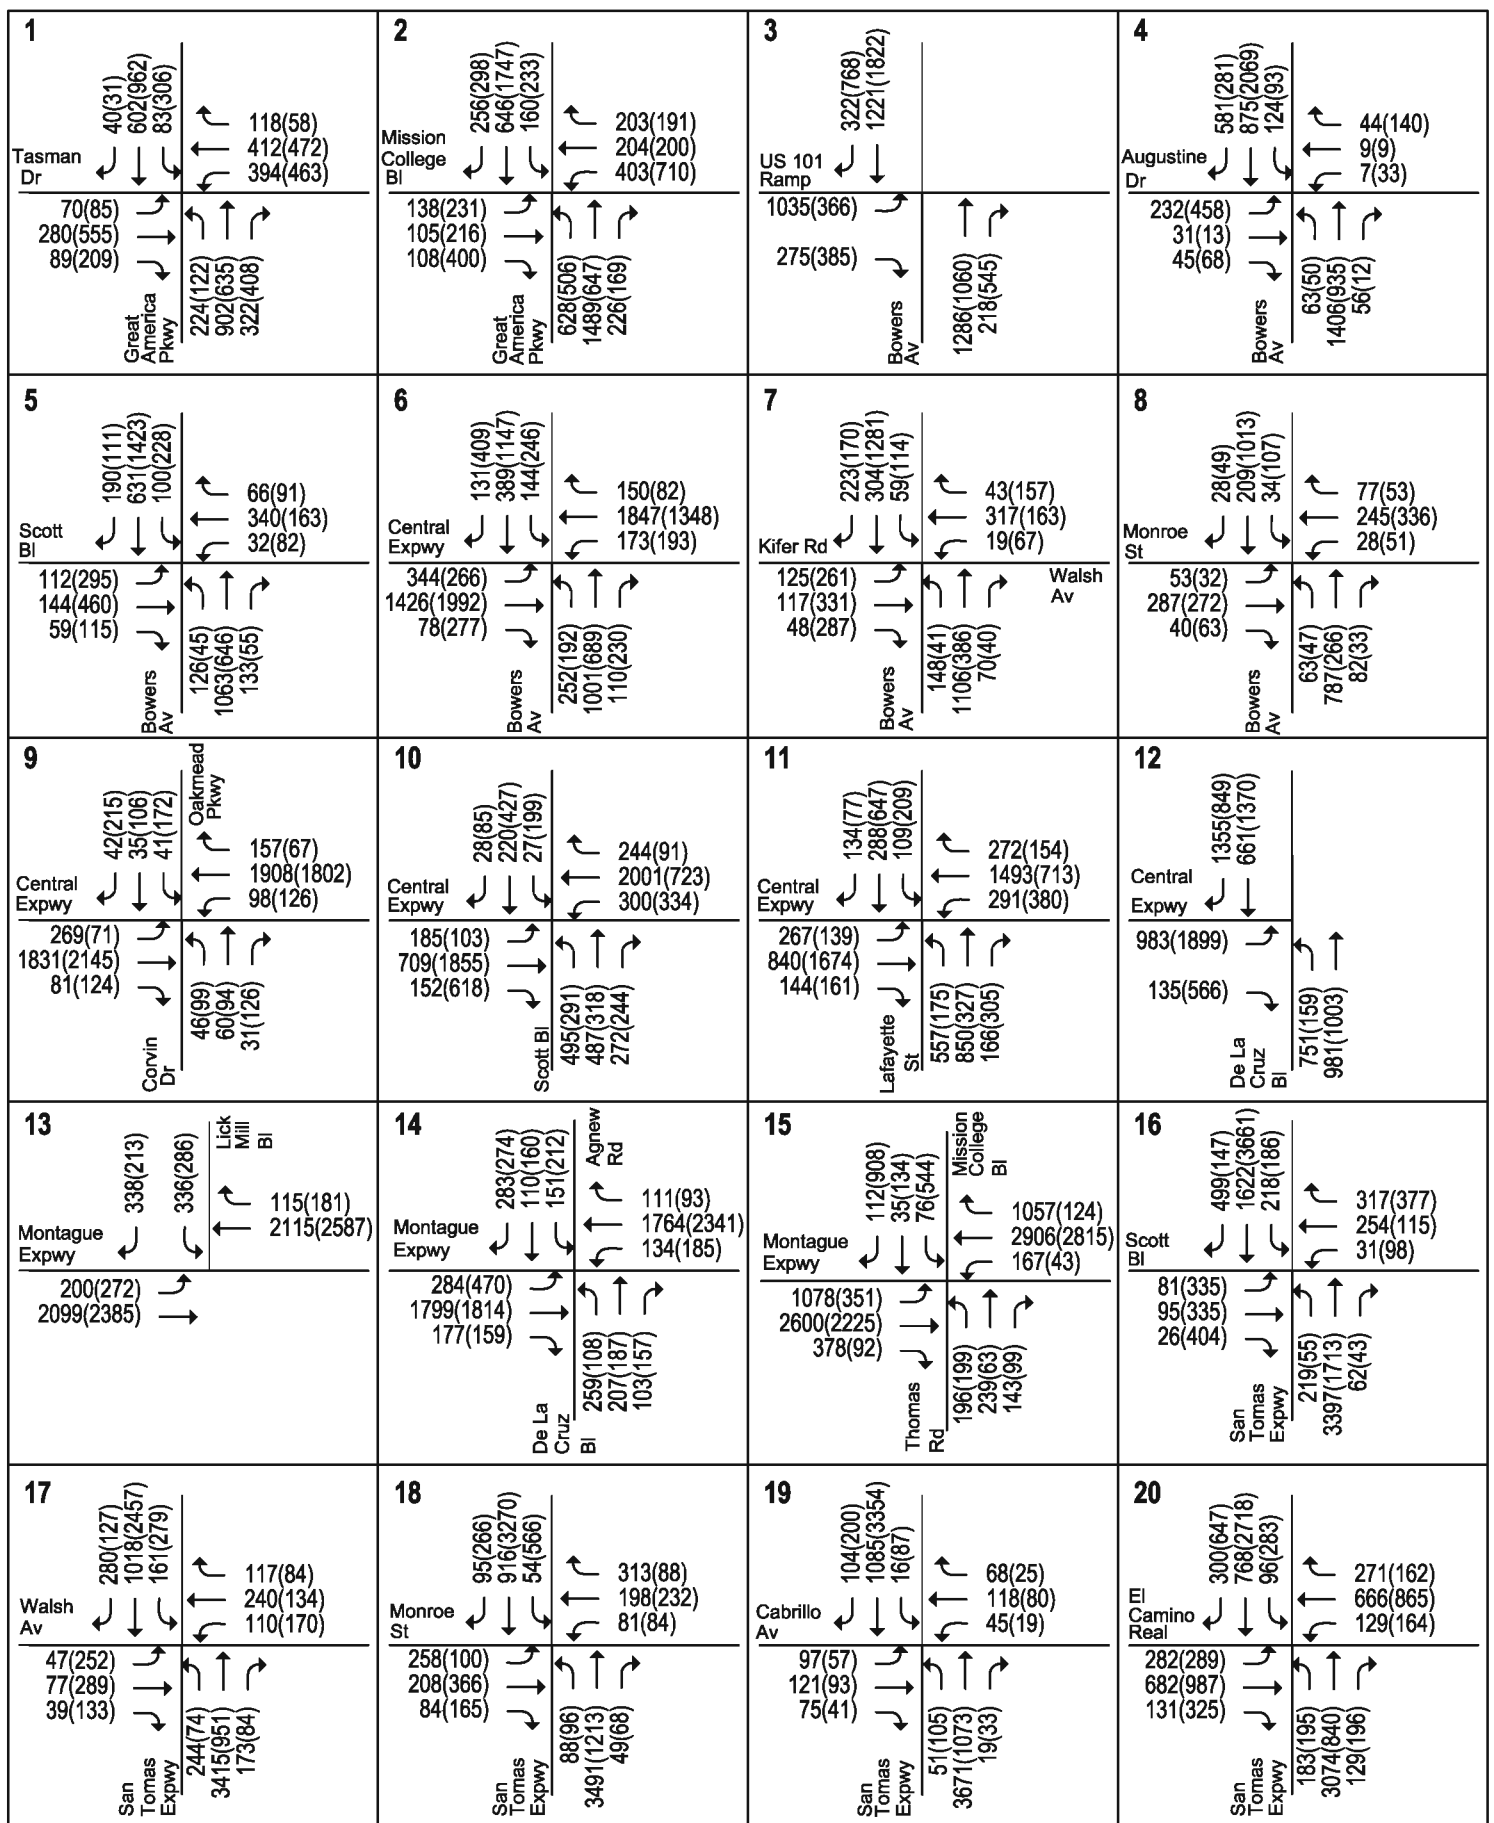 1
40(31)
602(962)
83(306)
118(58)
412(472)
394(463)
Tasman
Dr
70(85)
280(555)
89(209)
Great
America
Pkwy
224(122)
902(635)
322(408)
2
256(298)
646(1747)
160(233)
203(191)
204(200)
403(710)
Mission
College
Bl
138(231)
105(216)
108(400)
Great
America
Pkwy
628(506)
1489(647)
226(169)
3
322(768)
1221(1822)
US 101
Ramp
1035(366)
275(385)
Bowers
Av
1286(1060)
218(545)
4
581(281)
875(2069)
124(93)
44(140)
9(9)
7(33)
Augustine
Dr
232(458)
31(13)
45(68)
Bowers
Av
63(50)
1406(935)
56(12)
5
190(111)
631(1423)
100(228)
66(91)
340(163)
32(82)
Scott
Bl
112(295)
144(460)
59(115)
Bowers
Av
126(45)
1063(646)
133(55)
6
131(409)
389(1147)
144(246)
150(82)
1847(1348)
173(193)
Central
Expwy
344(266)
1426(1992)
78(277)
Bowers
Av
252(192)
1001(689)
110(230)
7
223(170)
304(1281)
59(114)
43(157)
317(163)
19(67)
Kifer Rd
Walsh
Av
125(261)
117(331)
48(287)
Bowers
Av
148(41)
1106(386)
70(40)
8
28(49)
209(1013)
34(107)
77(53)
245(336)
28(51)
Monroe
St
53(32)
287(272)
40(63)
Bowers
Av
63(47)
787(266)
82(33)
9
42(215)
35(106)
41(172)
Oakmead
Pkwy
157(67)
1908(1802)
98(126)
Central
Expwy
269(71)
1831(2145)
81(124)
Corvin
Dr
46(99)
60(94)
31(126)
10
28(85)
220(427)
27(199)
244(91)
2001(723)
300(334)
Central
Expwy
185(103)
709(1855)
152(618)
Scott Bl
495(291)
487(318)
272(244)
11
134(77)
288(647)
109(209)
272(154)
1493(713)
291(380)
Central
Expwy
267(139)
840(1674)
144(161)
Lafayette
St
557(175)
850(327)
166(305)
12
1355(849)
661(1370)
Central
Expwy
983(1899)
135(566)
De La
Cruz
Bl
751(159)
981(1003)
13
338(213)
336(286)
Lick
Mill
Bl
115(181)
2115(2587)
Montague
Expwy
200(272)
2099(2385)
14
283(274)
110(160)
151(212)
Agnew
Rd
111(93)
1764(2341)
134(185)
Montague
Expwy
284(470)
1799(1814)
177(159)
De La
Cruz
Bl
259(108)
207(187)
103(157)
15
112(908)
35(134)
76(544)
Mission
College
Bl
1057(124)
2906(2815)
167(43)
Montague
Expwy
1078(351)
2600(2225)
378(92)
Thomas
Rd
196(199)
239(63)
143(99)
16
499(147)
1622(3661)
218(186)
317(377)
254(115)
31(98)
Scott
Bl
81(335)
95(335)
26(404)
San
Tomas
Expwy
219(55)
3397(1713)
62(43)
17
280(127)
1018(2457)
161(279)
117(84)
240(134)
110(170)
Walsh
Av
47(252)
77(289)
39(133)
San
Tomas
Expwy
244(74)
3415(951)
173(84)
18
95(266)
916(3270)
54(566)
313(88)
198(232)
81(84)
Monroe
St
258(100)
208(366)
84(165)
San
Tomas
Expwy
88(96)
3491(1213)
49(68)
19
104(200)
1085(3354)
16(87)
68(25)
118(80)
45(19)
Cabrillo
Av
97(57)
121(93)
75(41)
San
Tomas
Expwy
51(105)
3671(1073)
19(33)
20
300(647)
768(2718)
96(283)
271(162)
666(865)
129(164)
El
Camino
Real
282(289)
682(987)
131(325)
San
Tomas
Expwy
183(195)
3074(840)
129(196)